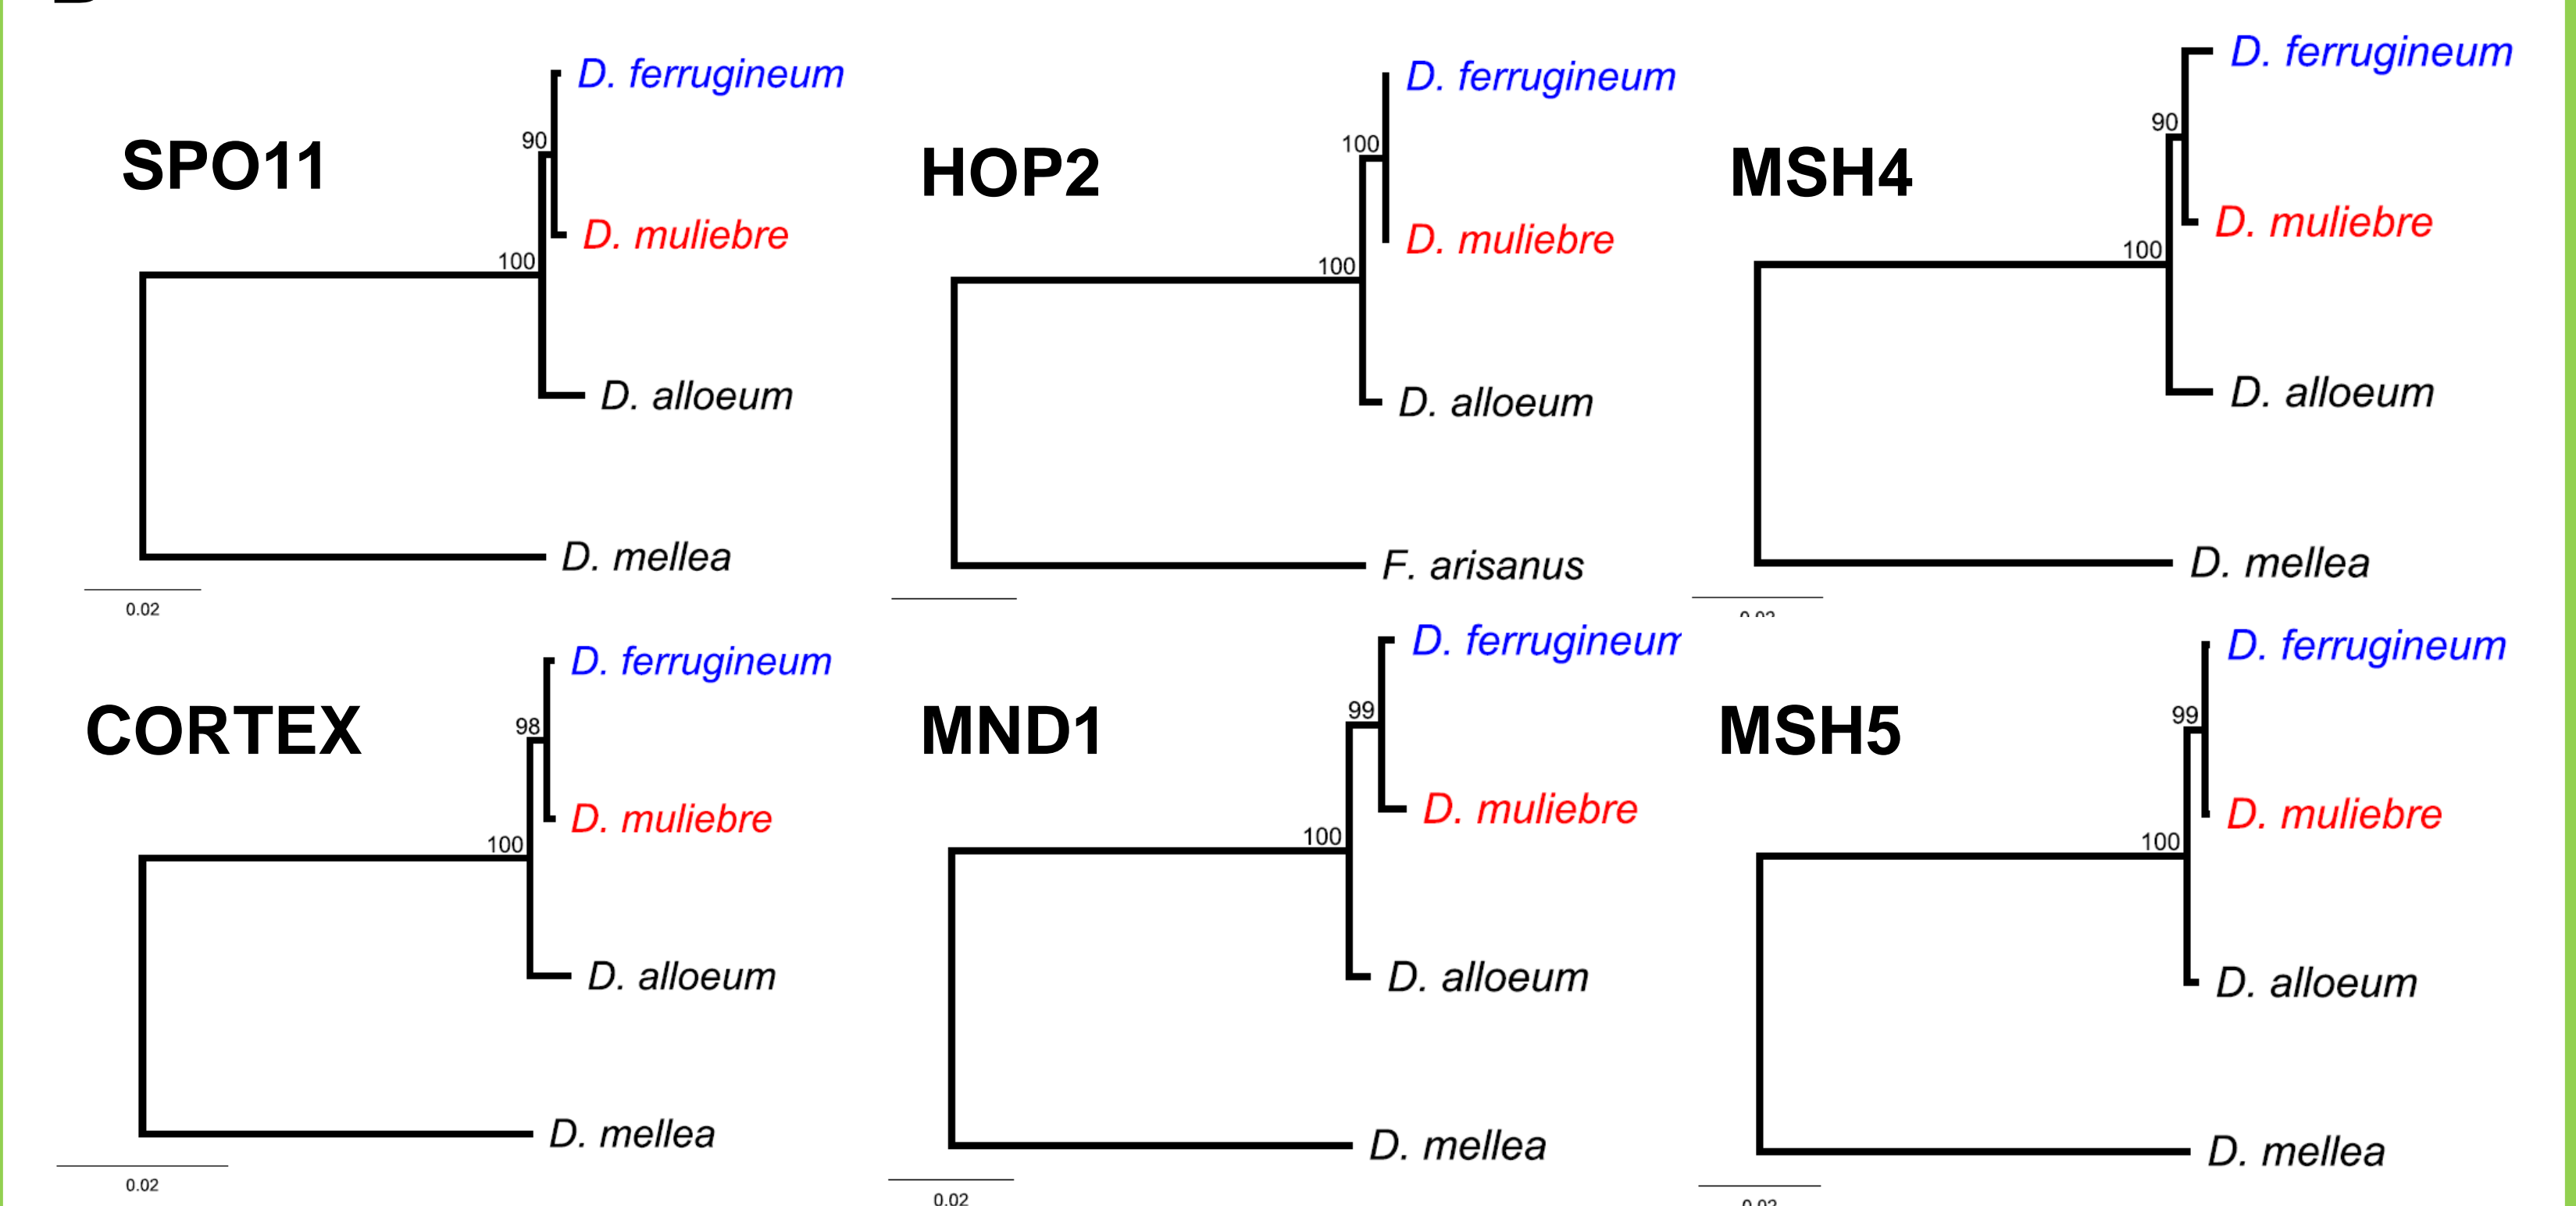 SPO11
D. ferrugineum
90
D. muliebre
100
D. alloeum
D. mellea
0.02
HOP2
D. ferrugineum
100
D. muliebre
100
D. alloeum
F. arisanus
MSH4
D. ferrugineum
90
D. muliebre
100
D. alloeum
D. mellea
CORTEX
D. ferrugineum
98
D. muliebre
100
D. alloeum
D. mellea
0.02
MND1
D. ferrugineum
99
D. muliebre
100
D. alloeum
D. mellea
0.02
MSH5
D. ferrugineum
99
D. muliebre
100
D. alloeum
D. mellea